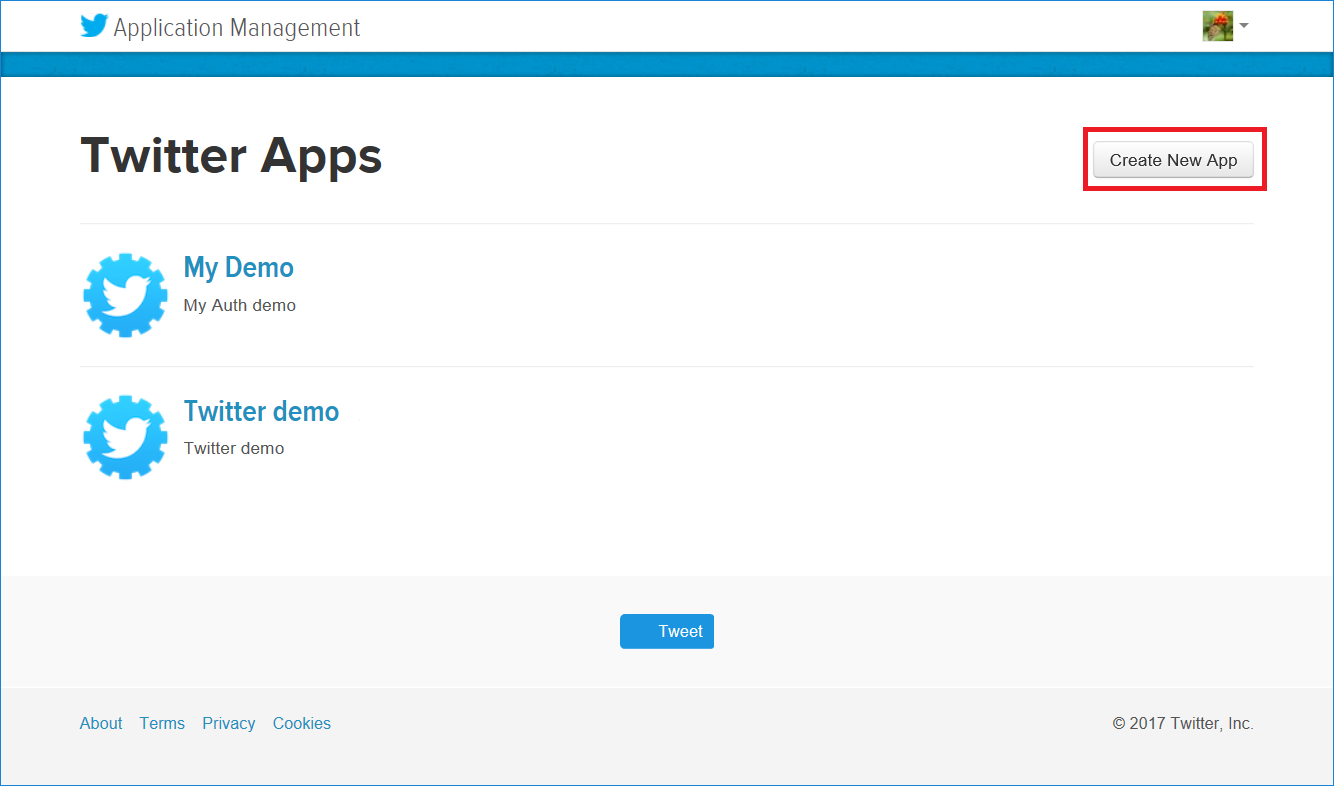 Application Management
Twitter Apps
Create New App
My Demo
My Auth demo
Twitter demo
Twitter demo
Tweet
About Terms Privacy Cookies
© 2017 Twitter, Inc.